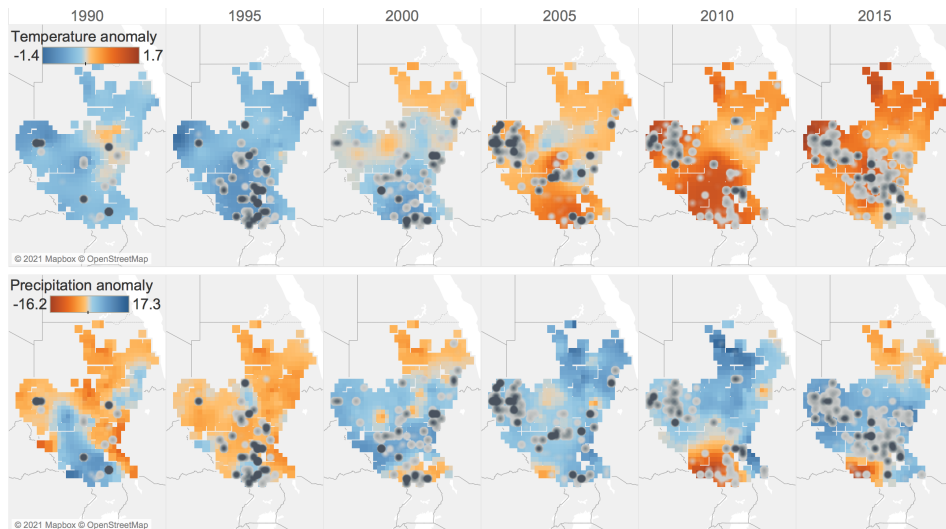 1990 1995 2000 2005 2010 2015
Temperature anomaly
-1.4 1.7
© 2021 Mapbox © OpenStreetMap
Precipitation anomaly
-16.2 17.3
© 2021 Mapbox © OpenStreetMap